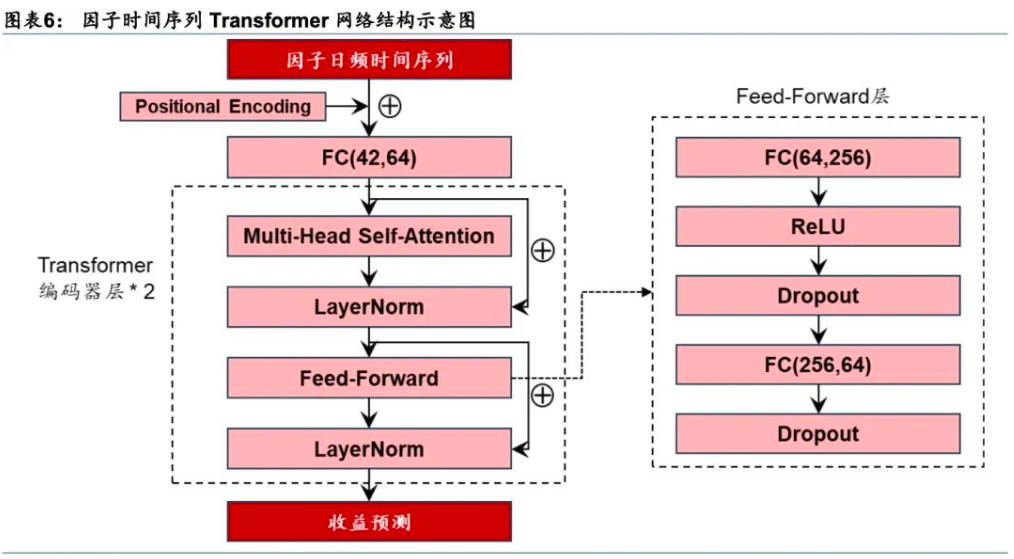 图表6： 因子时间序列 Transformer 网络结构示意图
因子日频时间序列
Positional Encoding
⊕
FC(42,64)
Transformer
编码器层 * 2
Multi-Head Self-Attention
⊕
LayerNorm
Feed-Forward
⊕
LayerNorm
收益预测
Feed-Forward层
FC(64,256)
ReLU
Dropout
FC(256,64)
Dropout